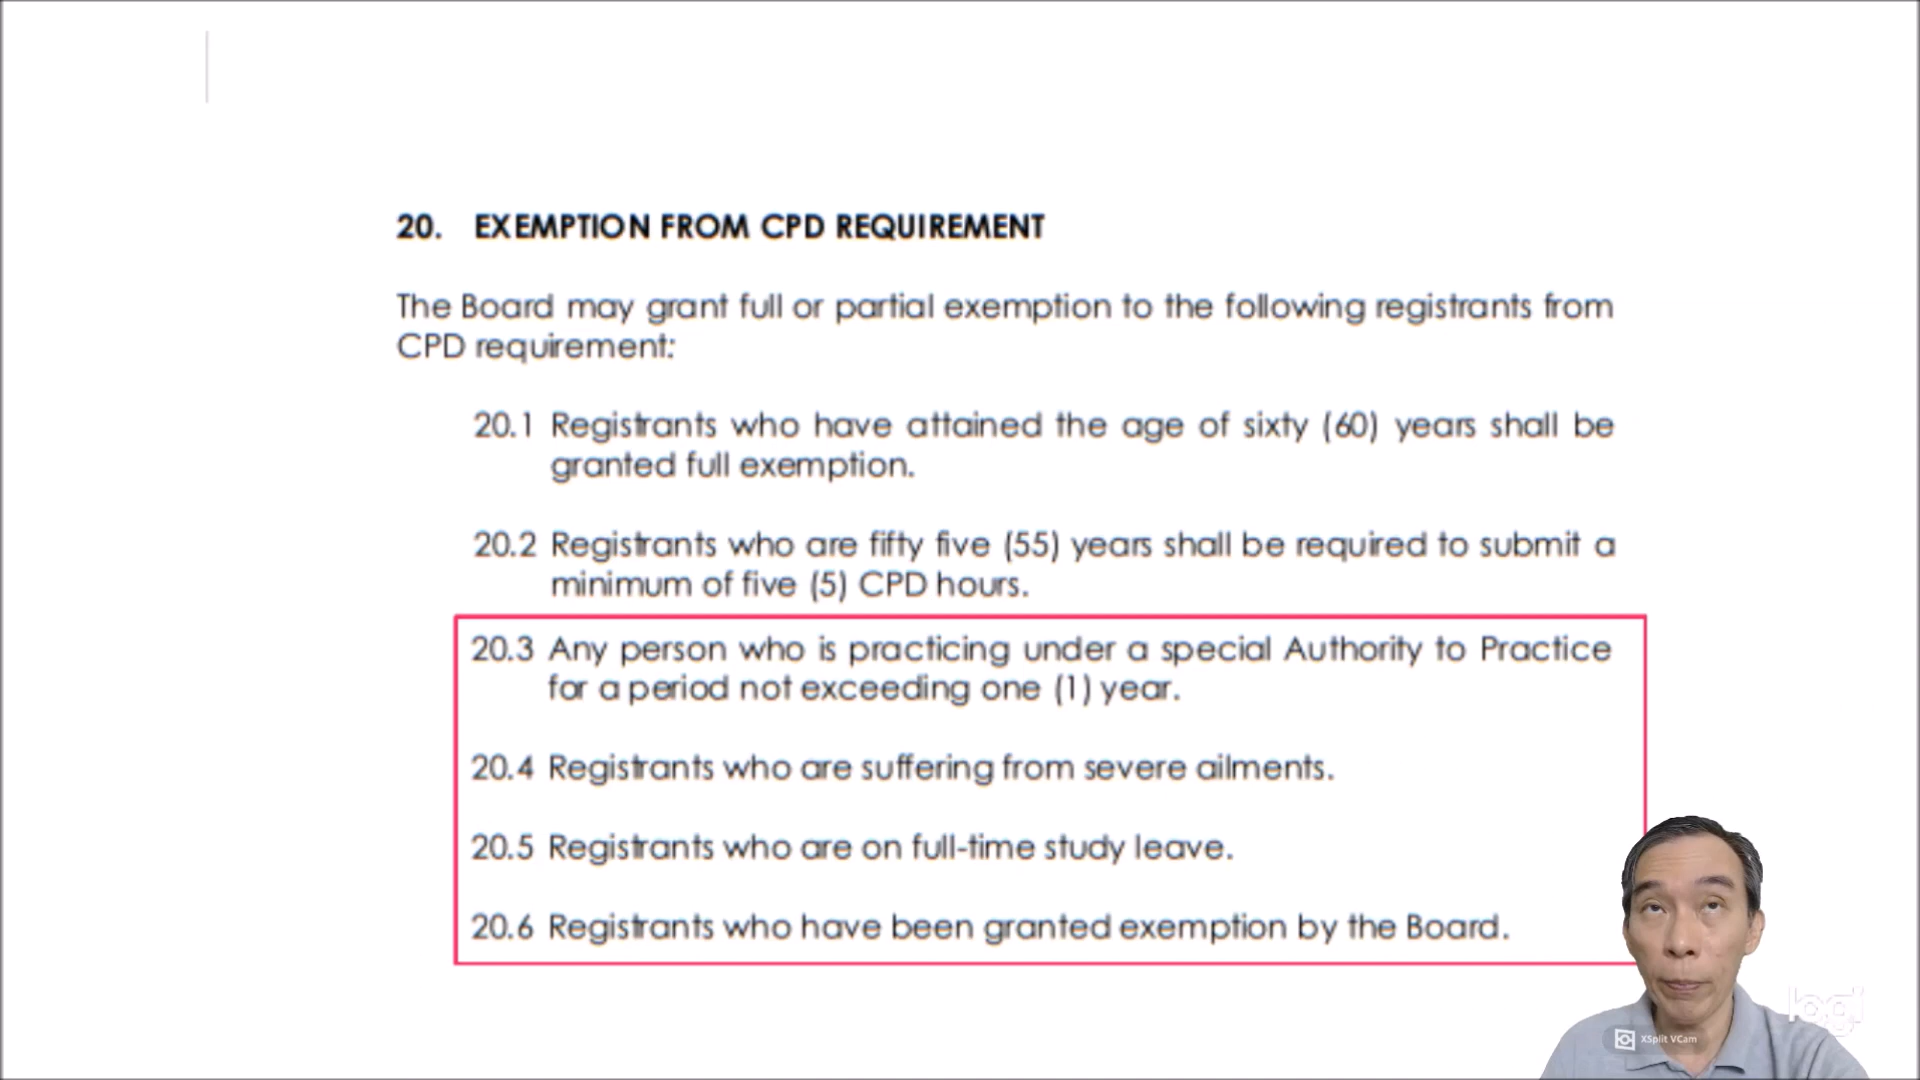 20. EXEMPTION FROM CPD REQUIREMENT
The Board may grant full or partial exemption to the following registrants from
CPD requirement:
20.1 Registrants who have attained the age of sixty (60) years shall be
granted full exemption.
20.2 Registrants who are fifty five (55) years shall be required to submit a
minimum of five (5) CPD hours.
20.3 Any person who is practicing under a special Authority to Practice
for a period not exceeding one (1) year.
20.4 Registrants who are suffering from severe ailments.
20.5 Registrants who are on full-time study leave.
20.6 Registrants who have been granted exemption by the Board.
logi
XSplit VCam